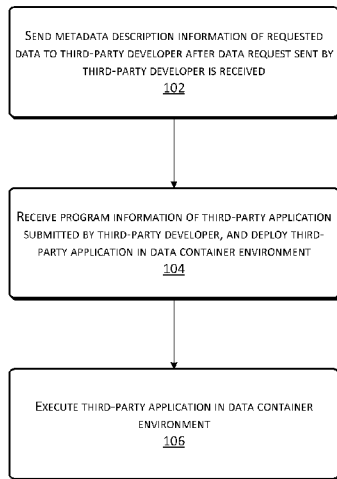 SEND METADATA DESCRIPTION INFORMATION OF REQUESTED
DATA TO THIRD-PARTY DEVELOPER AFTER DATA REQUEST SENT BY
THIRD-PARTY DEVELOPER IS RECEIVED
102
RECEIVE PROGRAM INFORMATION OF THIRD-PARTY APPLICATION
SUBMITTED BY THIRD-PARTY DEVELOPER, AND DEPLOY THIRD-
PARTY APPLICATION IN DATA CONTAINER ENVIRONMENT
104
EXECUTE THIRD-PARTY APPLICATION IN DATA CONTAINER
ENVIRONMENT
106